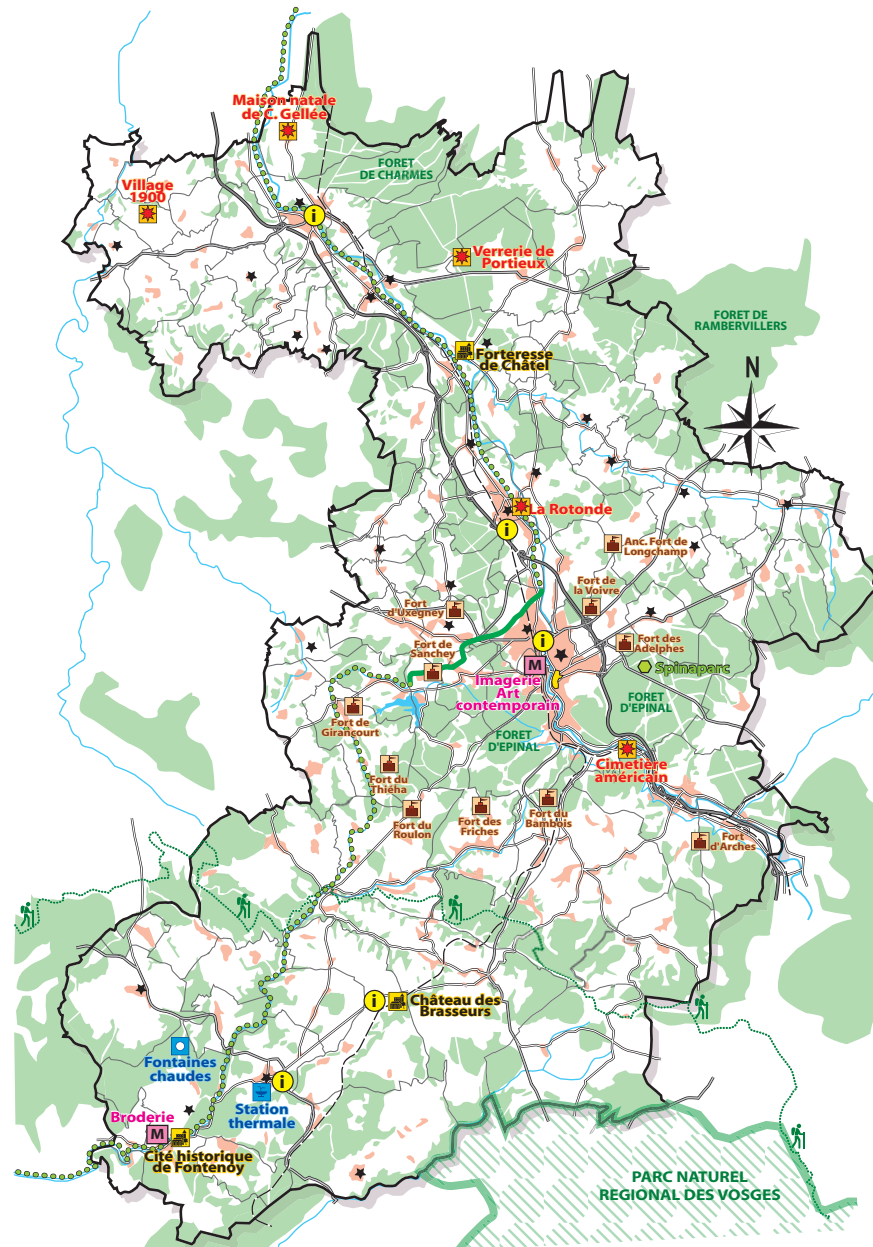 Maison natale
de C. Gellée
FORET
DE CHARMES
Village
1900
i
Verrerie de
Portieux
FORET DE
RAMBERVILLERS
Forteresse
de Châtel
N
La Rotonde
i
Anc. Fort de
Longchamp
Fort de
la Voivre
Fort
d'Uxegney
i
Fort des
Adelphes
Fort de
Sanchey
M
Spinaparc
Imagerie
Art
contemporain
FORET
D'EPINAL
Fort de
Girancourt
FORET
D'EPINAL
Cimetière
américain
Fort du
Thiéha
Fort du
Roulon
Fort des
Friches
Fort du
Bambois
Fort
d'Arches
i
Château des
Brasseurs
Fontaines
chaudes
i
Station
thermale
Broderie
M
Cité historique
de Fontenoy
PARC NATUREL
REGIONAL DES VOSGES